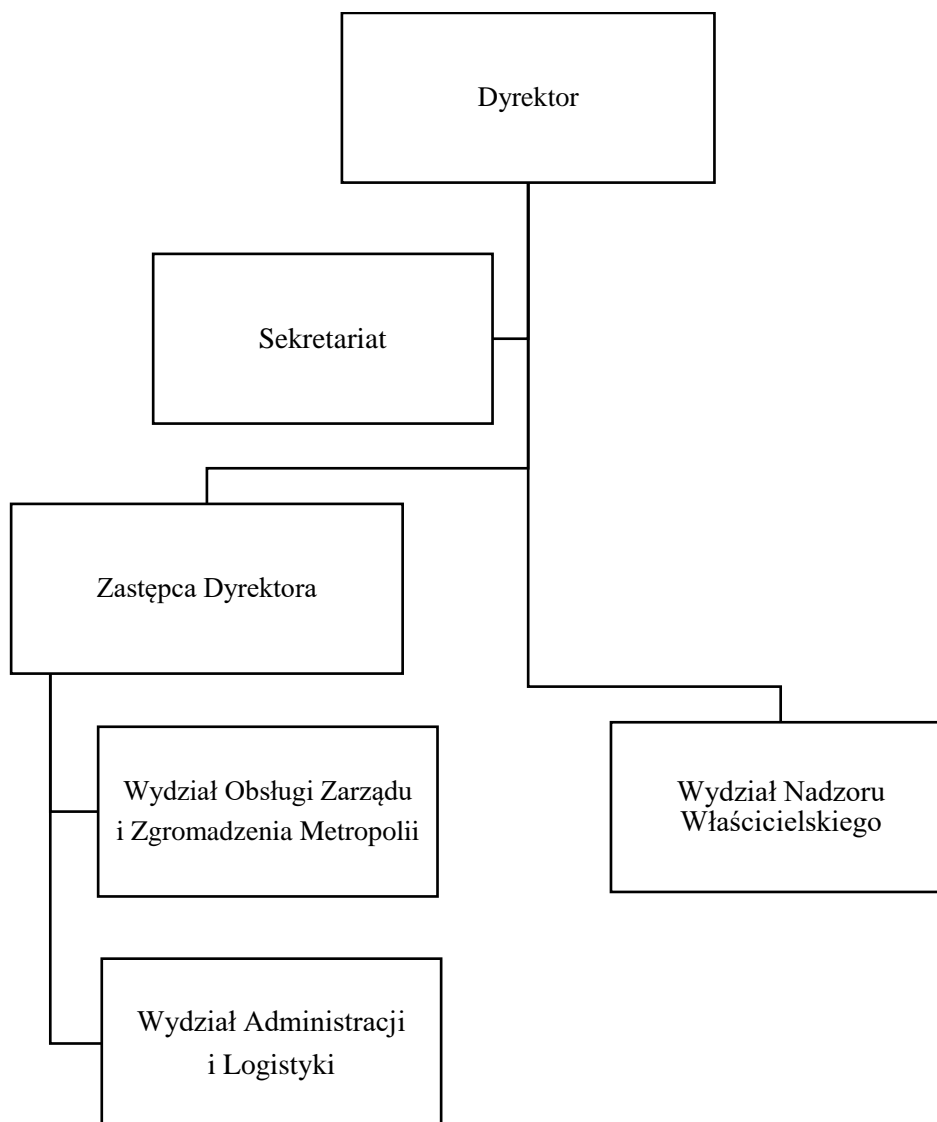 Dyrektor
Sekretariat
Zastępca Dyrektora
Wydział Obsługi Zarządu
i Zgromadzenia Metropolii
Wydział Nadzoru
Właścicielskiego
Wydział Administracji
i Logistyki